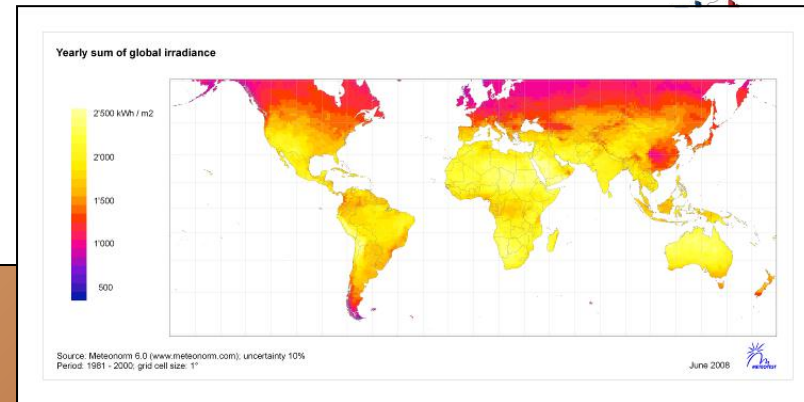 Yearly sum of global irradiance
2'500 kWh / m2
2'000
1'500
1'000
500
Source: Meteonorm 6.0 (www.meteonorm.com); uncertainty 10%
Period: 1981 - 2000; grid cell size: 1°
June 2008
METEOTEST